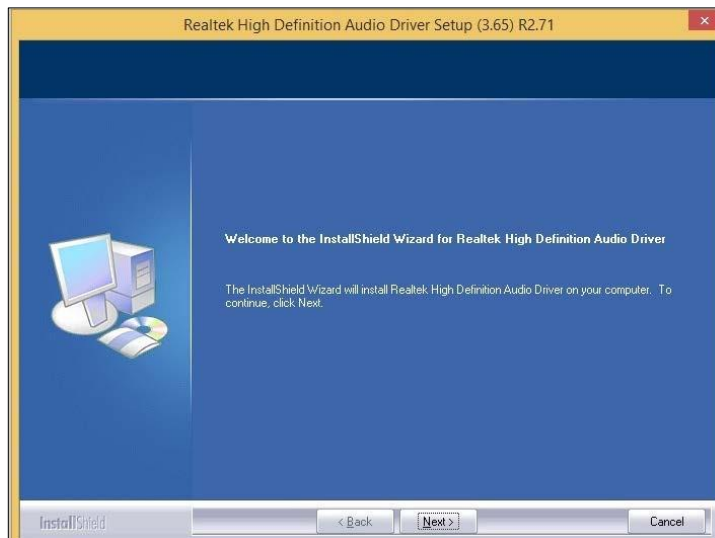 Realtek High Definition Audio Driver Setup (3.65) R2.71
Welcome to the InstallShield Wizard for Realtek High Definition Audio Driver
The InstallShield Wizard will install Realtek High Definition Audio Driver on your computer. To
continue, click Next.
InstallShield
< Back
Next >
Cancel